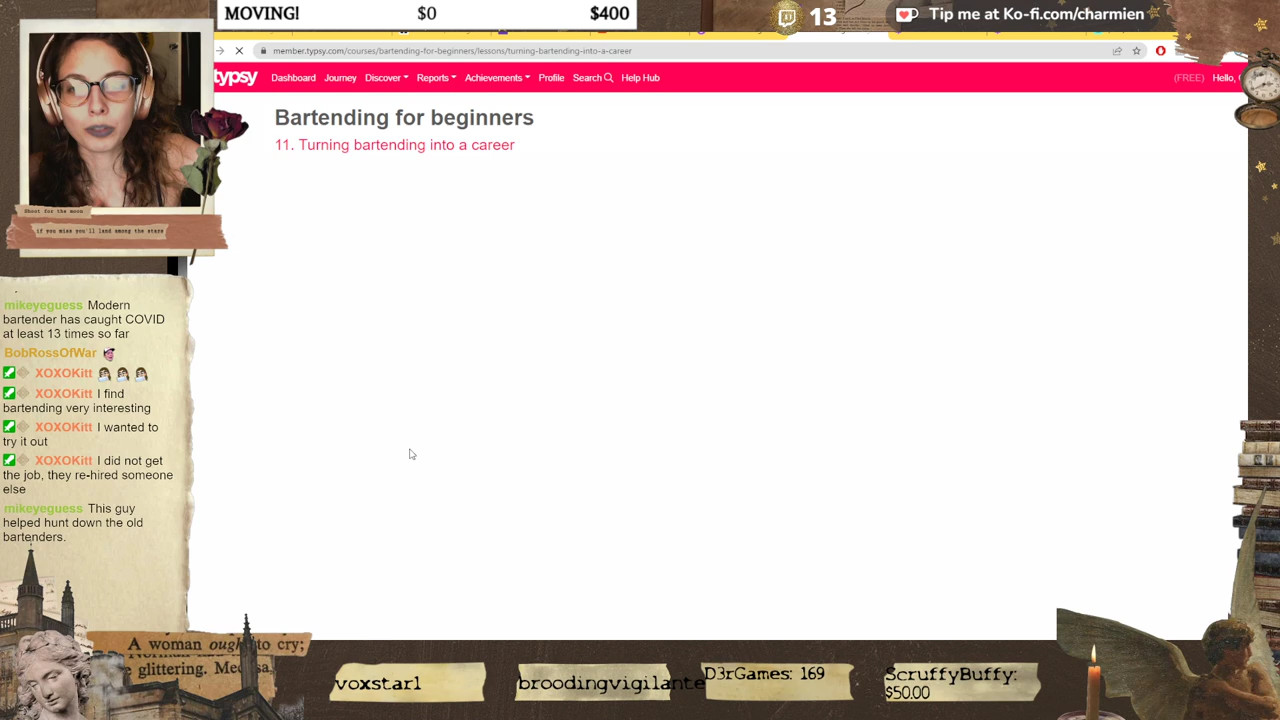 MOVING! $0 $400
13
Tip me at Ko-fi.com/charmien
member.typsy.com/courses/bartending-for-beginners/lessons/turning-bartending-into-a-career
typsy Dashboard Journey Discover Reports Achievements Profile Search Help Hub (FREE) Hello,
Bartending for beginners
11. Turning bartending into a career
Shoot for the moon
if you miss you'll land among the stars
mikeyeguess Modern
bartender has caught COVID
at least 13 times so far
BobRossOfWar
XOXOKitt
XOXOKitt I find
bartending very interesting
XOXOKitt I wanted to
try it out
XOXOKitt I did not get
the job, they re-hired someone
else
mikeyeguess This guy
helped hunt down the old
bartenders.
A woman ought to cry;
glittering.
voxstar1
broodingvigilante
D3rGames: 169
ScruffyBuffy:
$50.00